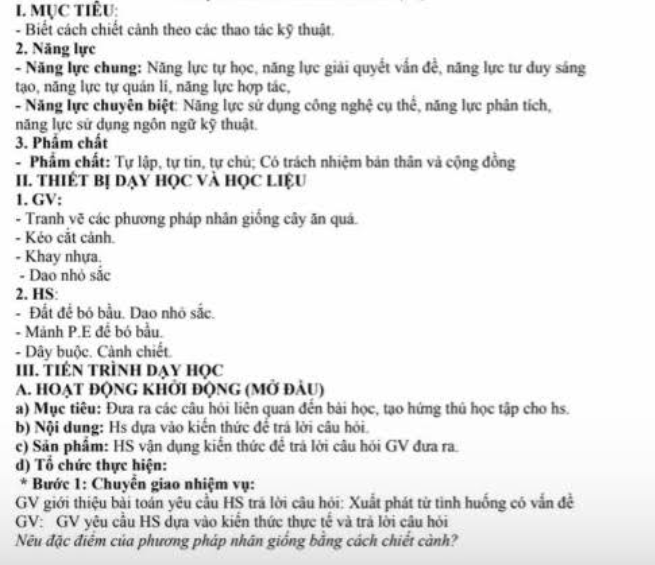 I. MỤC TIÊU:
- Biết cách chiết cành theo các thao tác kỹ thuật.
2. Năng lực
- Năng lực chung: Năng lực tự học, năng lực giải quyết vấn đề, năng lực tư duy sáng
tạo, năng lực tự quản lí, năng lực hợp tác,
- Năng lực chuyên biệt: Năng lực sử dụng công nghệ cụ thể, năng lực phân tích,
năng lực sử dụng ngôn ngữ kỹ thuật.
3. Phẩm chất
- Phẩm chất: Tự lập, tự tin, tự chủ; Có trách nhiệm bản thân và cộng đồng
II. THIẾT BỊ DẠY HỌC VÀ HỌC LIỆU
1. GV:
- Tranh vẽ các phương pháp nhân giống cây ăn quả.
- Kéo cắt cành.
- Khay nhựa.
- Dao nhỏ sắc
2. HS:
- Đất để bó bầu. Dao nhỏ sắc.
- Mảnh P.E để bó bầu.
- Dây buộc. Cành chiết.
III. TIẾN TRÌNH DẠY HỌC
A. HOẠT ĐỘNG KHỞI ĐỘNG (MỞ ĐẦU)
a) Mục tiêu: Đưa ra các câu hỏi liên quan đến bài học, tạo hứng thú học tập cho hs.
b) Nội dung: Hs dựa vào kiến thức để trả lời câu hỏi.
c) Sản phẩm: HS vận dụng kiến thức để trả lời câu hỏi GV đưa ra.
d) Tổ chức thực hiện:
* Bước 1: Chuyển giao nhiệm vụ:
GV giới thiệu bài toán yêu cầu HS trả lời câu hỏi: Xuất phát từ tình huống có vấn đề
GV: GV yêu cầu HS dựa vào kiến thức thực tế và trả lời câu hỏi
Nêu đặc điểm của phương pháp nhân giống bằng cách chiết cành?